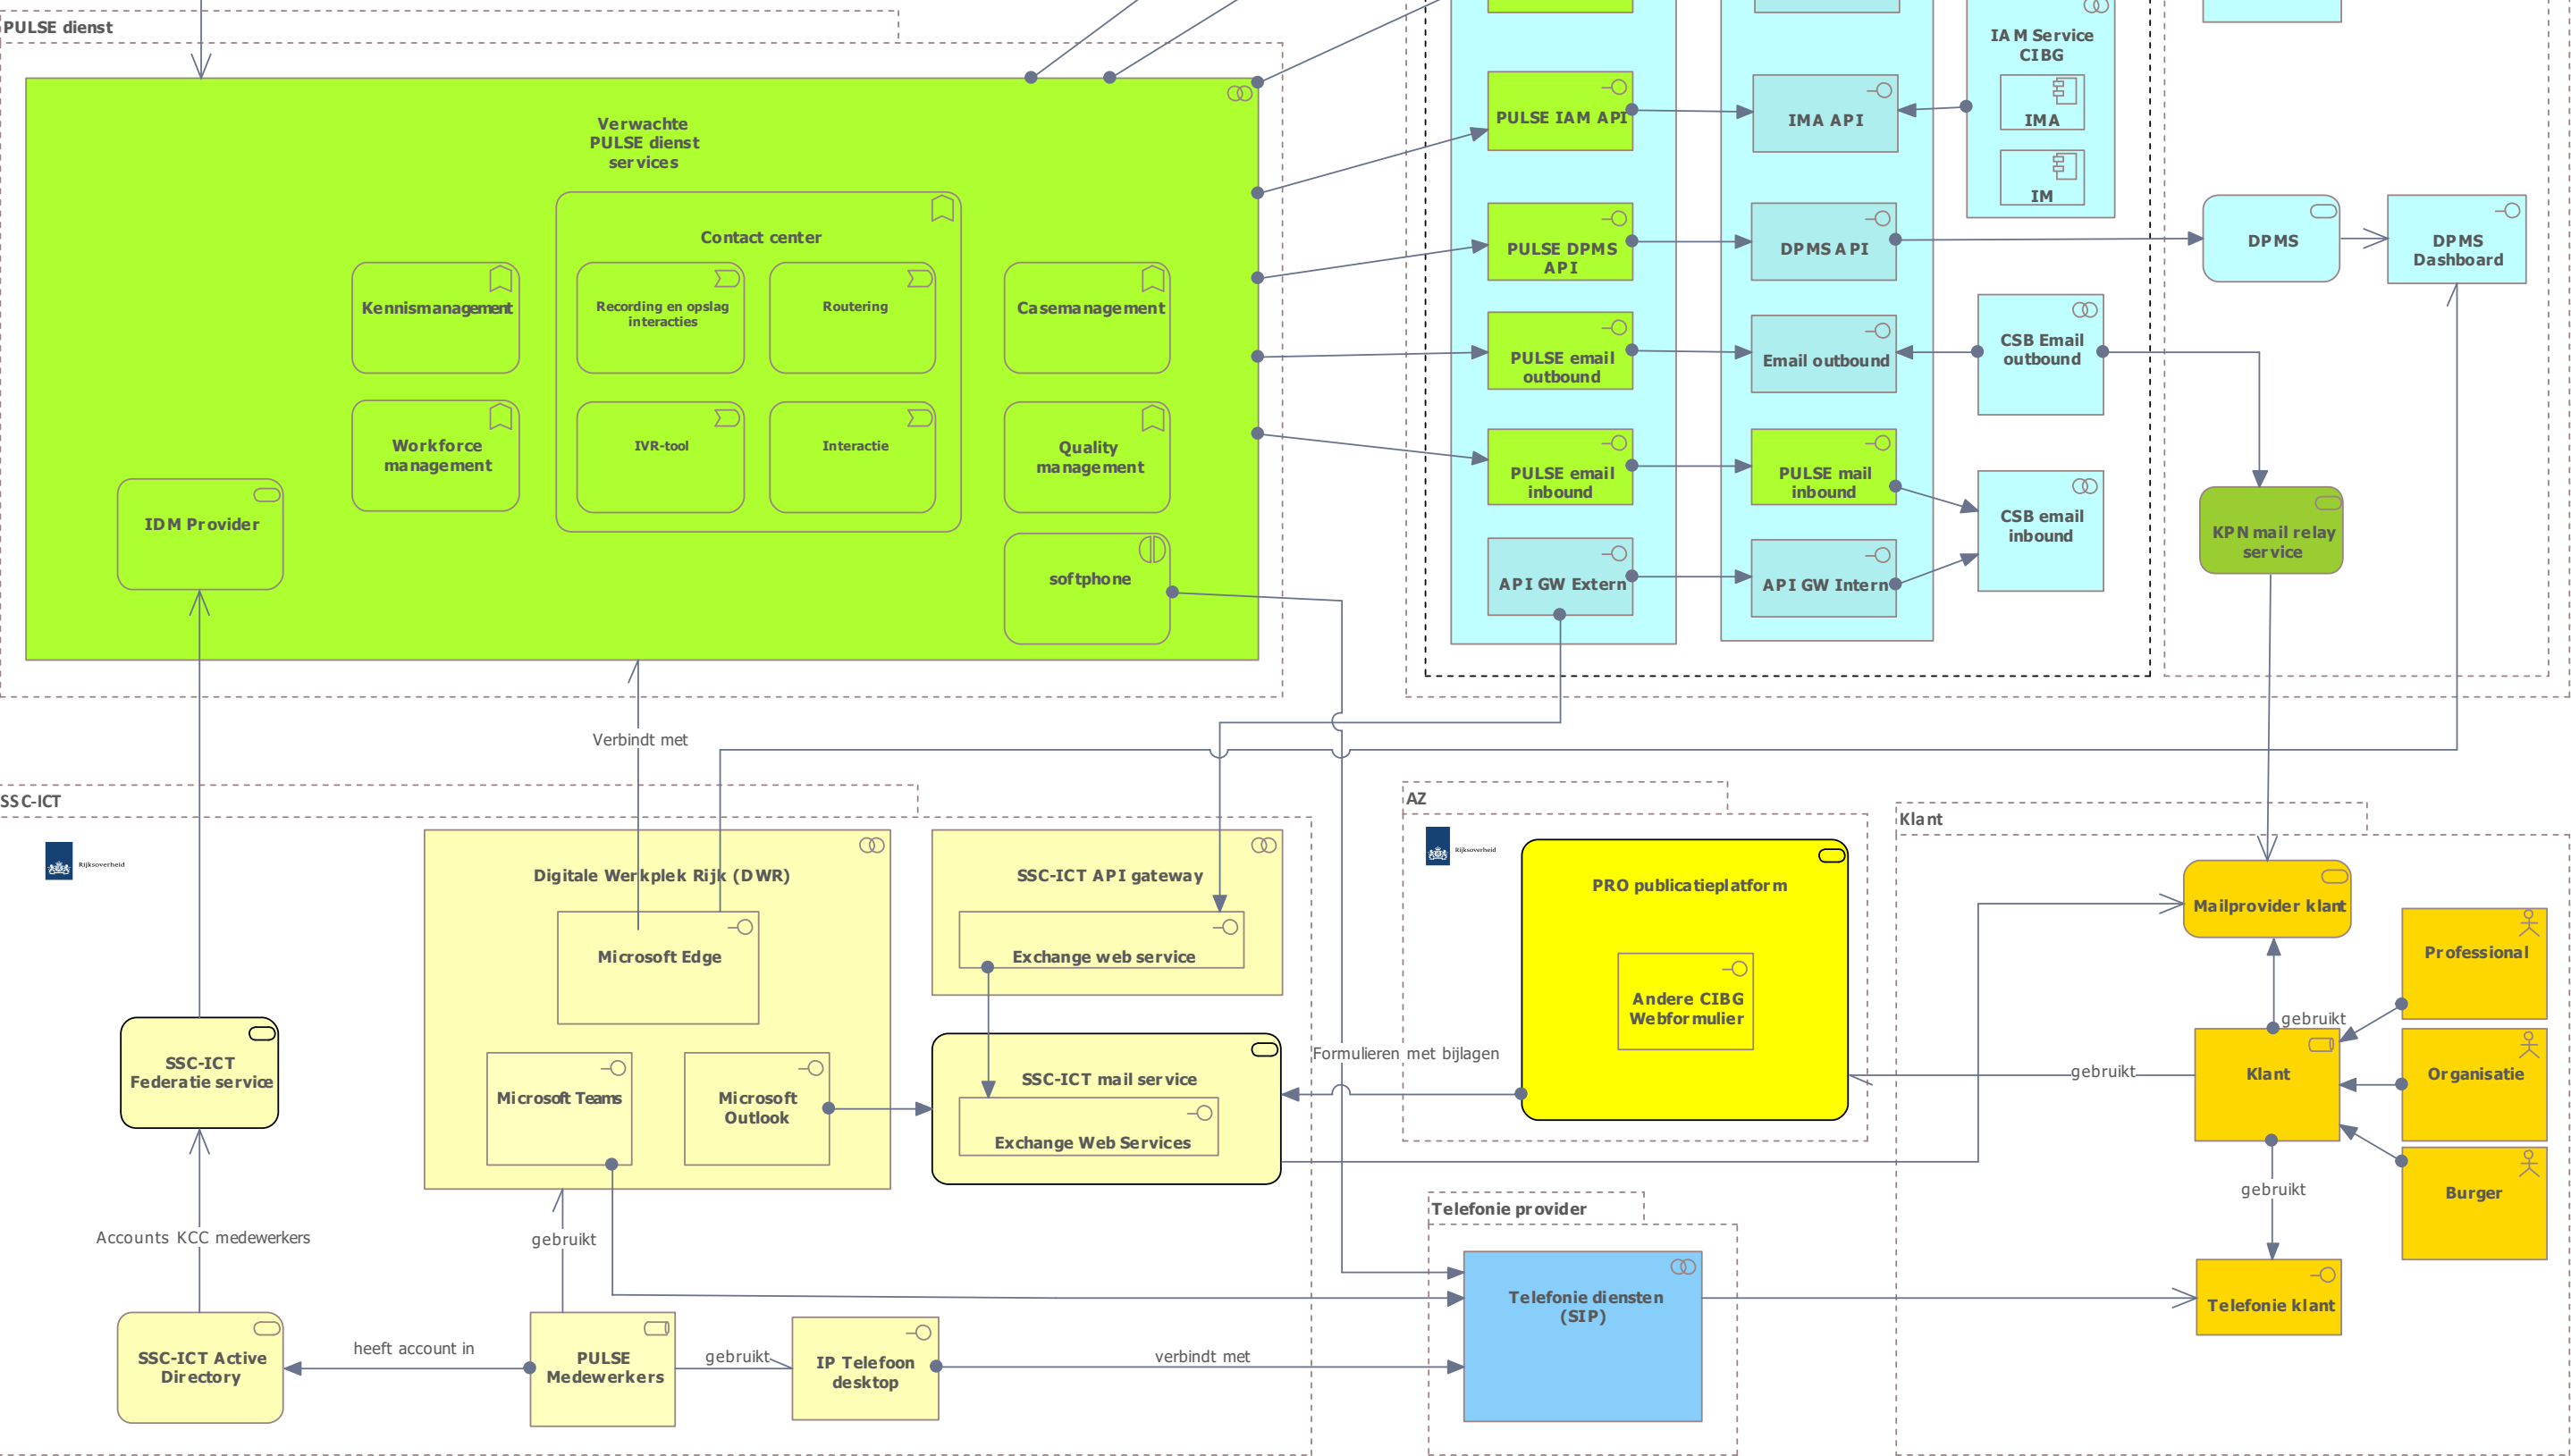 PULSE dienst
Verwachte
PULSE dienst
services
Contact center
Kennismanagement
Recording en opslag
interacties
Routering
Casemanagement
Workforce
management
IVR-tool
Interactie
Quality
management
IDM Provider
softphone
IAM Service
CIBG
IMA
IM
PULSE IAM API
IMA API
PULSE DPMS
API
DPMS API
DPMS
DPMS
Dashboard
PULSE email
outbound
Email outbound
CSB Email
outbound
PULSE email
inbound
PULSE mail
inbound
CSB email
inbound
KPN mail relay
service
API GW Extern
API GW Intern
Verbindt met
SSC-ICT
Rijksoverheid
Digitale Werkplek Rijk (DWR)
Microsoft Edge
Microsoft Teams
Microsoft
Outlook
SSC-ICT API gateway
Exchange web service
SSC-ICT mail service
Exchange Web Services
SSC-ICT
Federatie service
Accounts KCC medewerkers
SSC-ICT Active
Directory
heeft account in
PULSE
Medewerkers
gebruikt
gebruikt
IP Telefoon
desktop
verbindt met
AZ
Rijksoverheid
PRO publicatieplatform
Andere CIBG
Webformulier
Formulieren met bijlagen
Telefonie provider
Telefonie diensten
(SIP)
Klant
Mailprovider klant
Professional
gebruikt
gebruikt
Klant
Organisatie
gebruikt
Burger
Telefonie klant